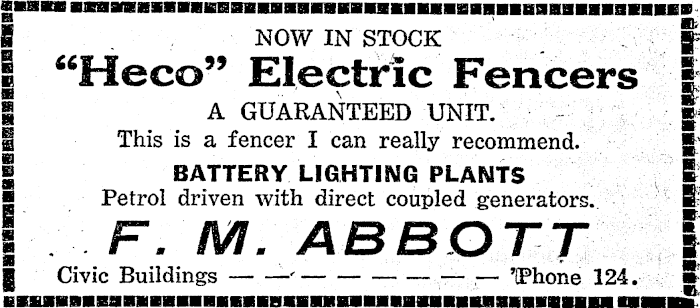 NOW IN STOCK
"Heco" Electric Fencers
A GUARANTEED UNIT.
This is a fencer I can really recommend.
BATTERY LIGHTING PLANTS
Petrol driven with direct coupled generators.
F. M. ABBOTT
Civic Buildings — — — — — — — — 'Phone 124.